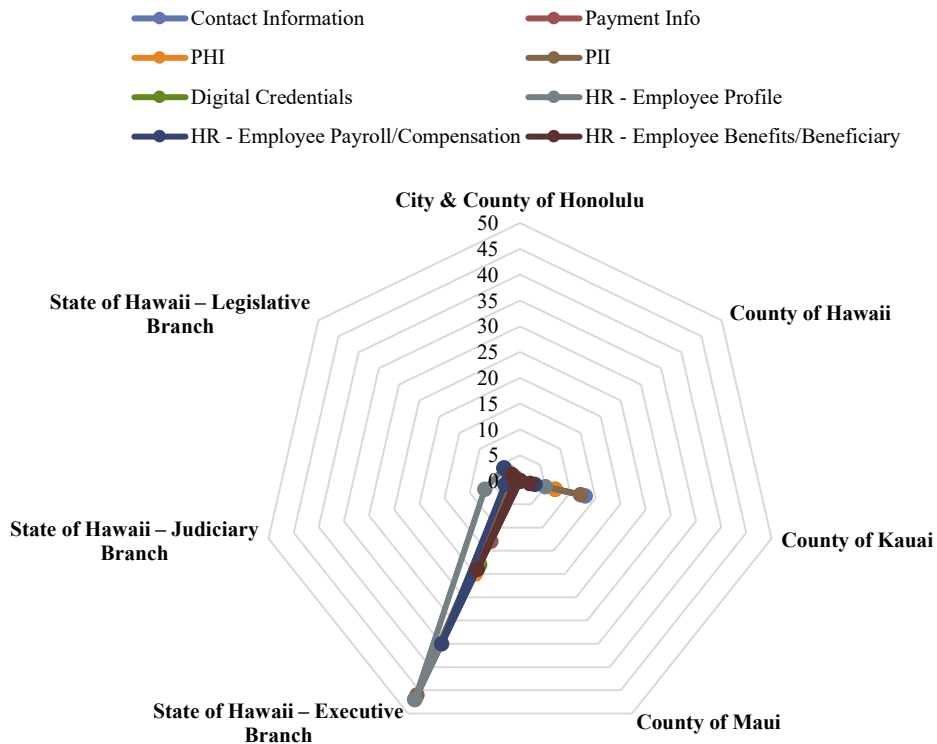 Contact Information
Payment Info
PHI
PII
Digital Credentials
HR - Employee Profile
HR - Employee Payroll/Compensation
HR - Employee Benefits/Beneficiary
City & County of Honolulu
50
45
40
35
30
25
20
15
10
5
0
State of Hawaii – Legislative
Branch
County of Hawaii
State of Hawaii – Judiciary
Branch
County of Kauai
State of Hawaii – Executive
Branch
County of Maui